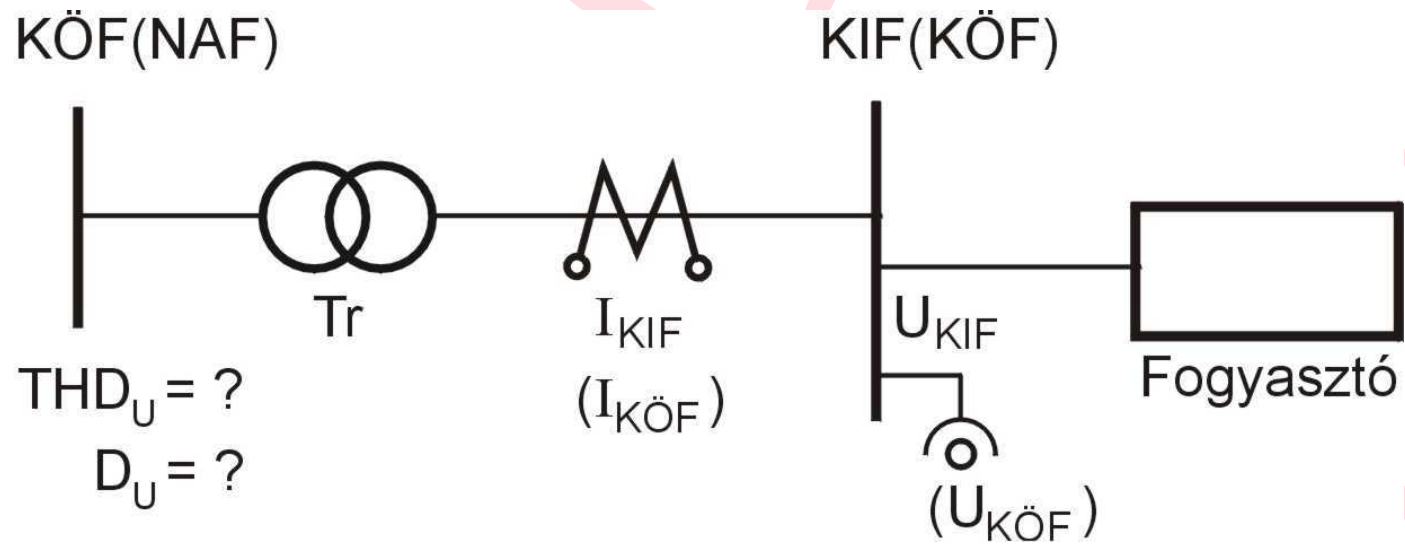 KÖF(NAF)
KIF(KÖF)
Tr
I_KIF
(I_KÖF)
U_KIF
(U_KÖF)
Fogyasztó
THD_U = ?
D_U = ?